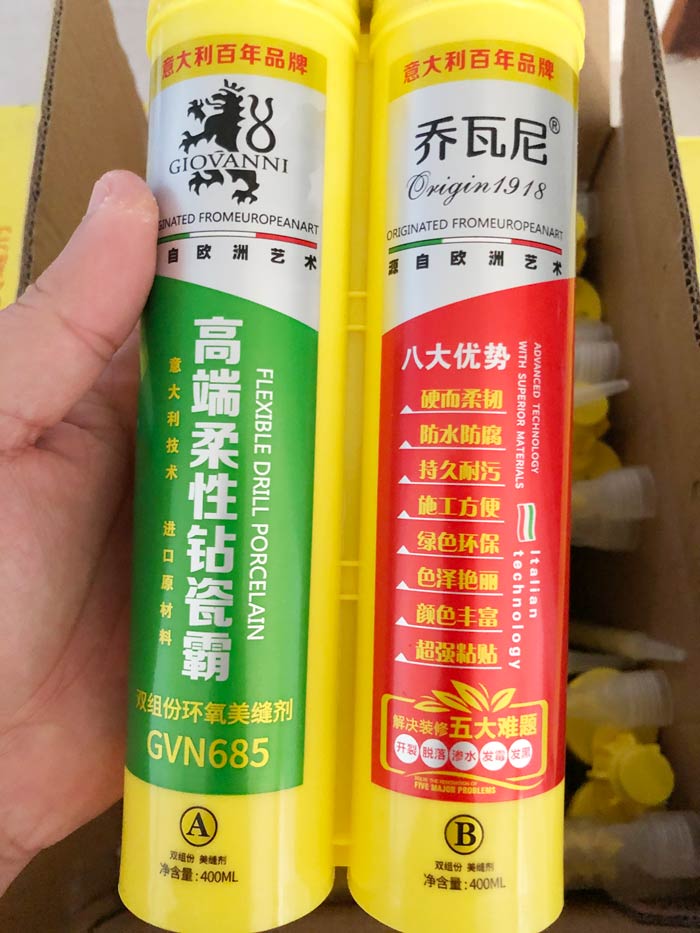 意大利百年品牌
GIOVANNI
GINATED FROMEUROPEANART
自欧洲艺术
高端柔性钻瓷霸
FLEXIBLE DRILL PORCELAIN
意大利技术 进口原材料
双组份环氧美缝剂
GVN685
A
双组份 美缝剂
净含量:400ML
意大利百年品牌
乔瓦尼®
Origin1918
ORIGINATED FROMEUROPEANART
源自欧洲艺术
八大优势
硬而柔韧
防水防腐
持久耐污
施工方便
绿色环保
色泽艳丽
颜色丰富
超强粘贴
ADVANCED TECHNOLOGY
WITH SUPERIOR MATERIALS
Italian
technology
解决装修五大难题
开裂 脱落 渗水 发霉 发黑
FIVE MAJOR PROBLEMS
B
双组份 美缝剂
净含量:400ML